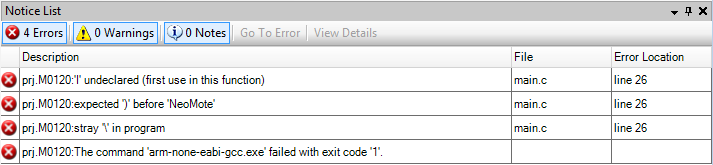 Notice List
4 Errors 0 Warnings 0 Notes Go To Error View Details
Description File Error Location
prj.M0120:'I' undeclared (first use in this function) main.c line 26
prj.M0120:expected ')' before 'NeoMote' main.c line 26
prj.M0120:stray '\' in program main.c line 26
prj.M0120:The command 'arm-none-eabi-gcc.exe' failed with exit code '1'.